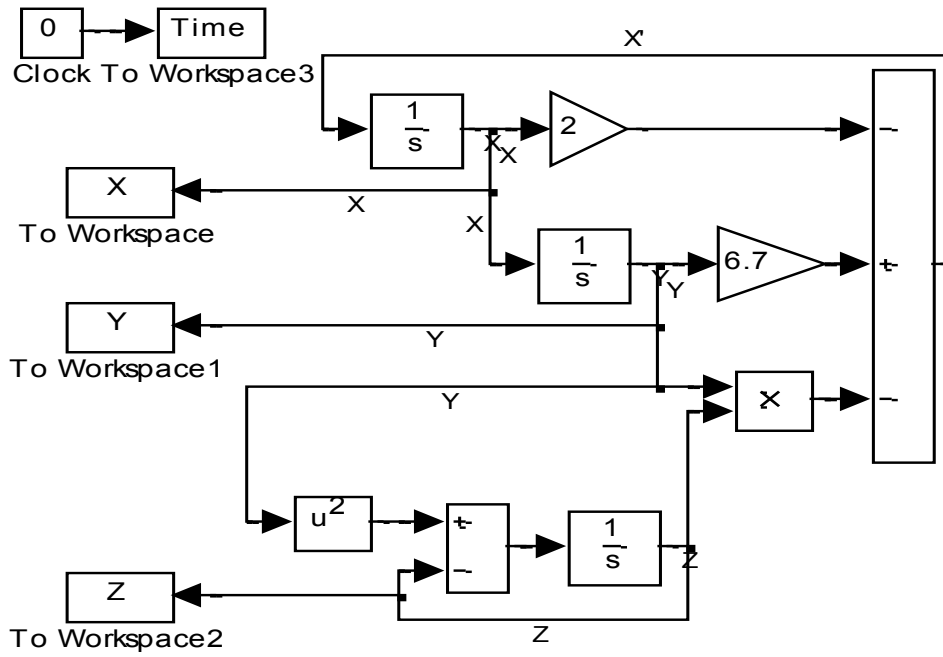 0
Time
Clock To Workspace3
X'
1
s
2
−
X
X
X
X
To Workspace
X
1
s
6.7
+
Y
Y
Y
Y
To Workspace1
Y
X
−
u2
+
−
1
s
Z
Z
To Workspace2
Z